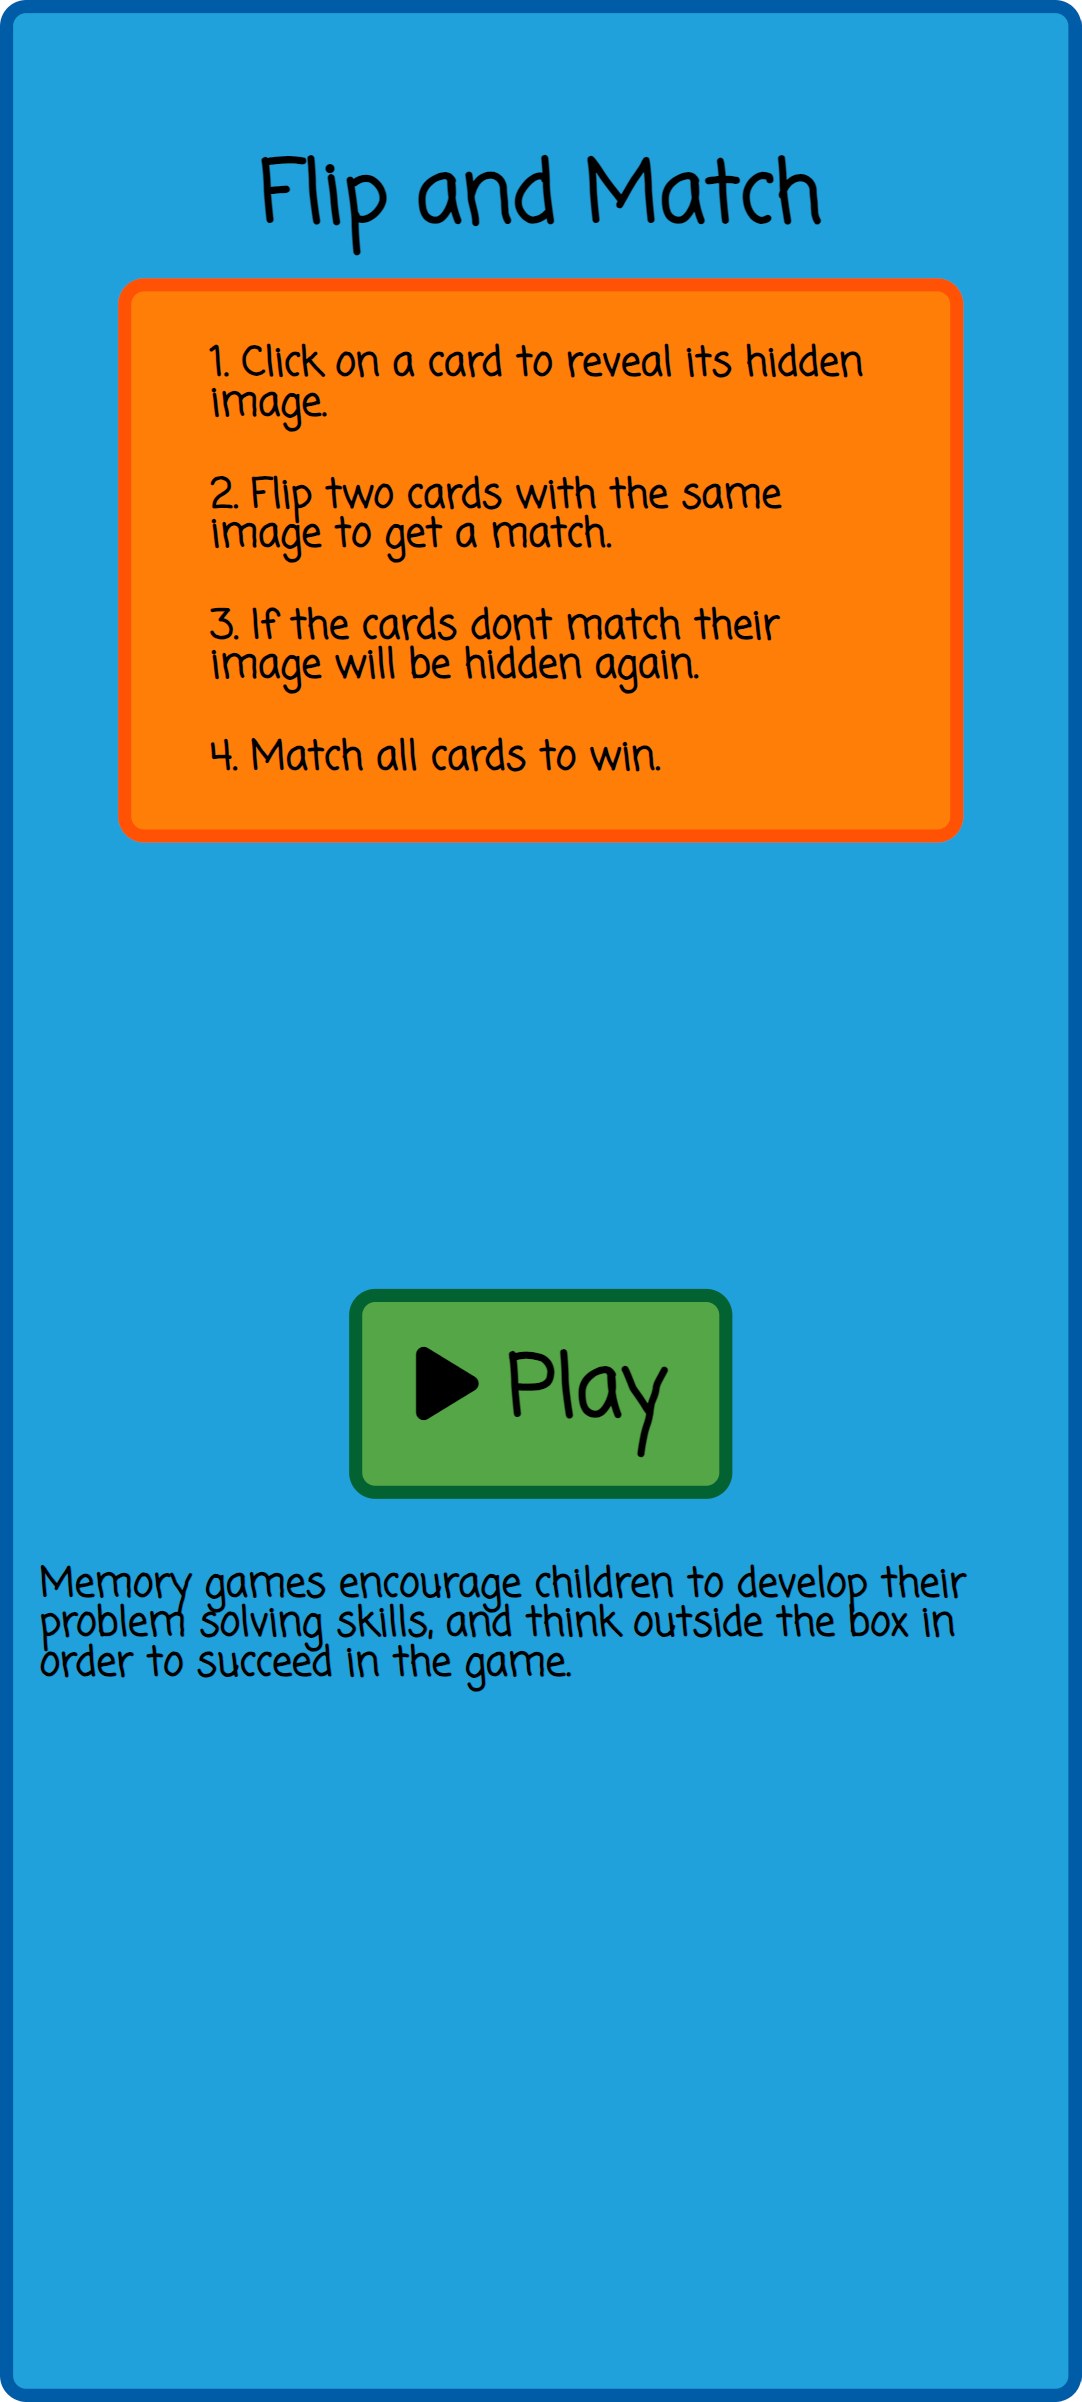 Flip and Match
1. Click on a card to reveal its hidden
image.
2. Flip two cards with the same
image to get a match.
3. If the cards dont match their
image will be hidden again.
4. Match all cards to win.
Play
Memory games encourage children to develop their
problem solving skills, and think outside the box in
order to succeed in the game.